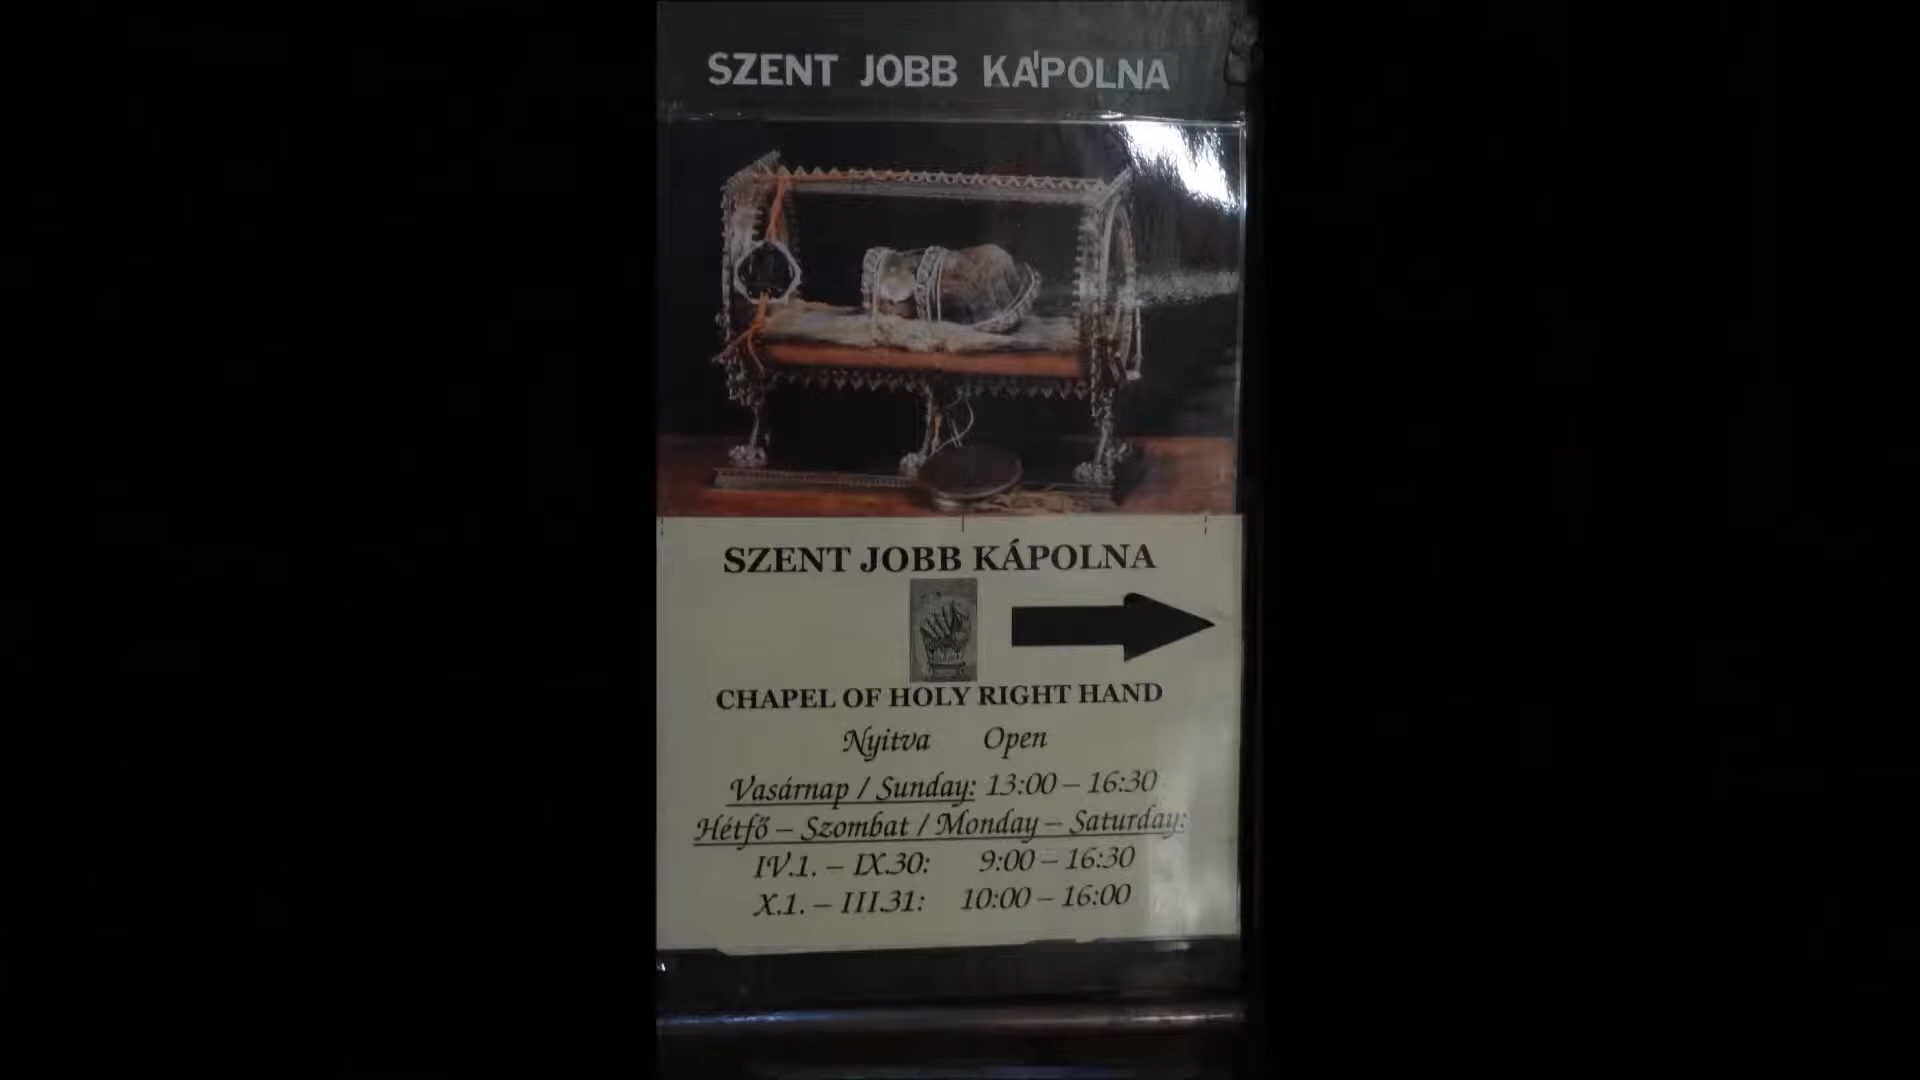 SZENT JOBB KÁPOLNA
SZENT JOBB KÁPOLNA
CHAPEL OF HOLY RIGHT HAND
Nyitva Open
Vasárnap / Sunday: 13:00 – 16:30
Hétfő – Szombat / Monday – Saturday:
IV.1. – IX.30: 9:00 – 16:30
X.1. – III.31: 10:00 – 16:00